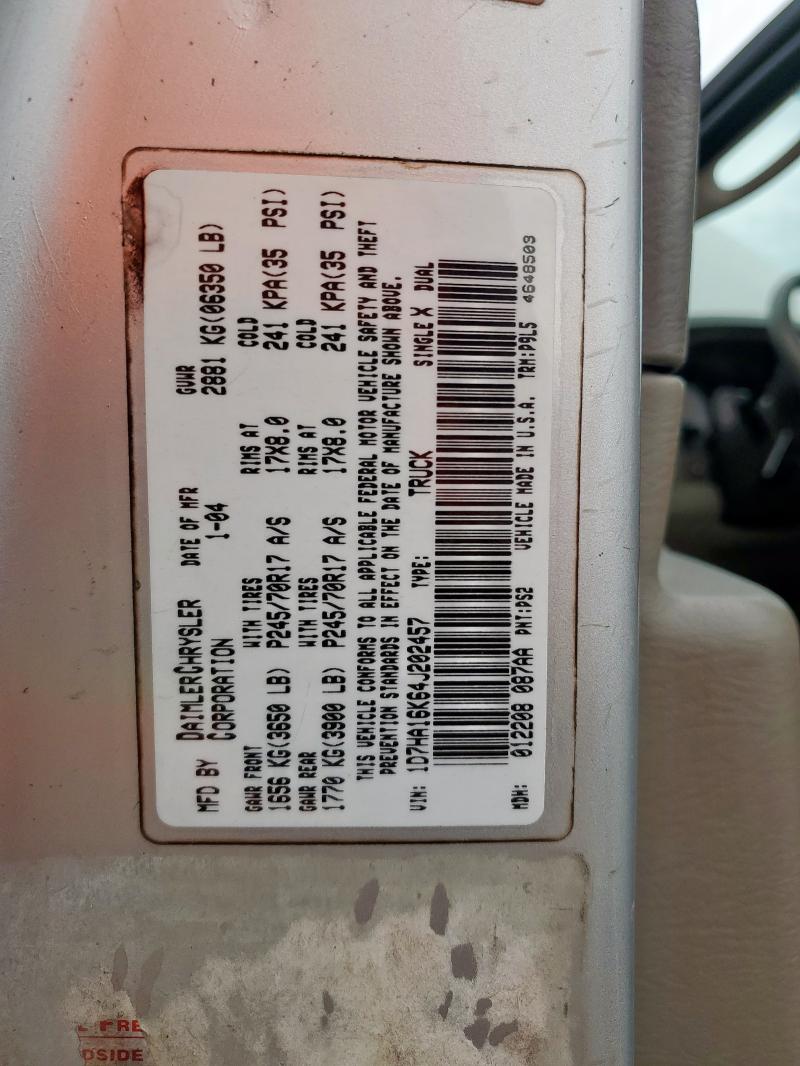 MFD BY DAIMLERCHRYSLER CORPORATION
DATE OF MFR 1-04
GVWR 2881 KG(06350 LB)
GAWR FRONT WITH TIRES RIMS AT COLD
1656 KG(3650 LB) P245/70R17 A/S 17X8.0 241 KPA(35 PSI)
GAWR REAR WITH TIRES RIMS AT COLD
1770 KG(3900 LB) P245/70R17 A/S 17X8.0 241 KPA(35 PSI)
THIS VEHICLE CONFORMS TO ALL APPLICABLE FEDERAL MOTOR VEHICLE SAFETY AND THEFT
PREVENTION STANDARDS IN EFFECT ON THE DATE OF MANUFACTURE SHOWN ABOVE.
VIN: 1D7HA16K64J202457 TYPE: TRUCK SINGLE X DUAL
MDH: 012208 087AA PNT:PS2 VEHICLE MADE IN U.S.A. TRM:P9L5
4648509
DSIDE